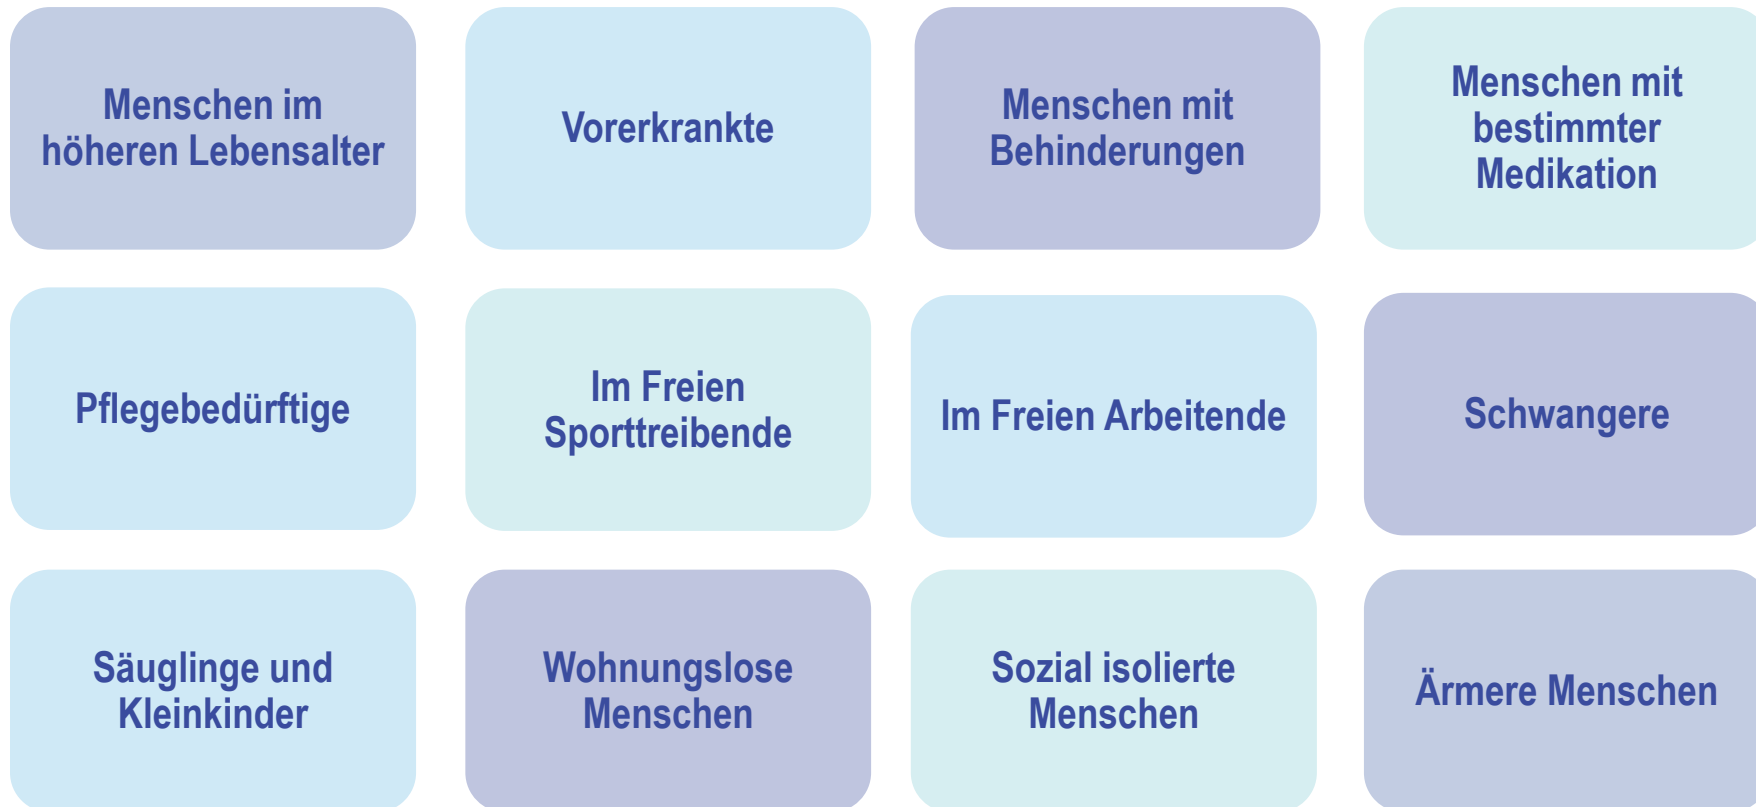 Menschen im
höheren Lebensalter
Vorerkrankte
Menschen mit
Behinderungen
Menschen mit
bestimmter
Medikation
Pflegebedürftige
Im Freien
Sporttreibende
Im Freien Arbeitende
Schwangere
Säuglinge und
Kleinkinder
Wohnungslose
Menschen
Sozial isolierte
Menschen
Ärmere Menschen